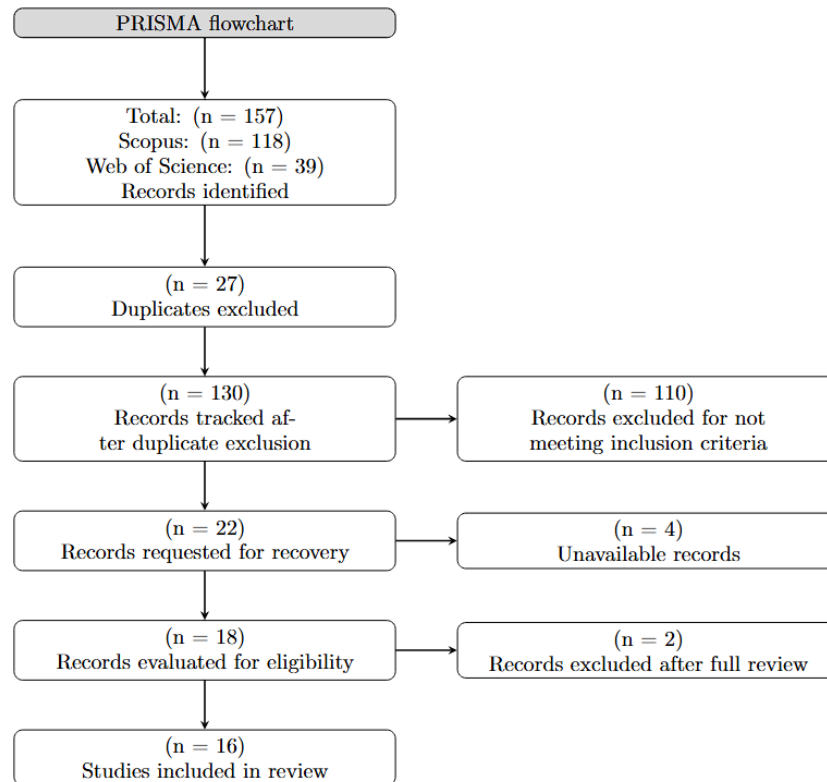 PRISMA flowchart
Total: (n = 157)
Scopus: (n = 118)
Web of Science: (n = 39)
Records identified
(n = 27)
Duplicates excluded
(n = 130)
Records tracked af-
ter duplicate exclusion
(n = 110)
Records excluded for not
meeting inclusion criteria
(n = 22)
Records requested for recovery
(n = 4)
Unavailable records
(n = 18)
Records evaluated for eligibility
(n = 2)
Records excluded after full review
(n = 16)
Studies included in review